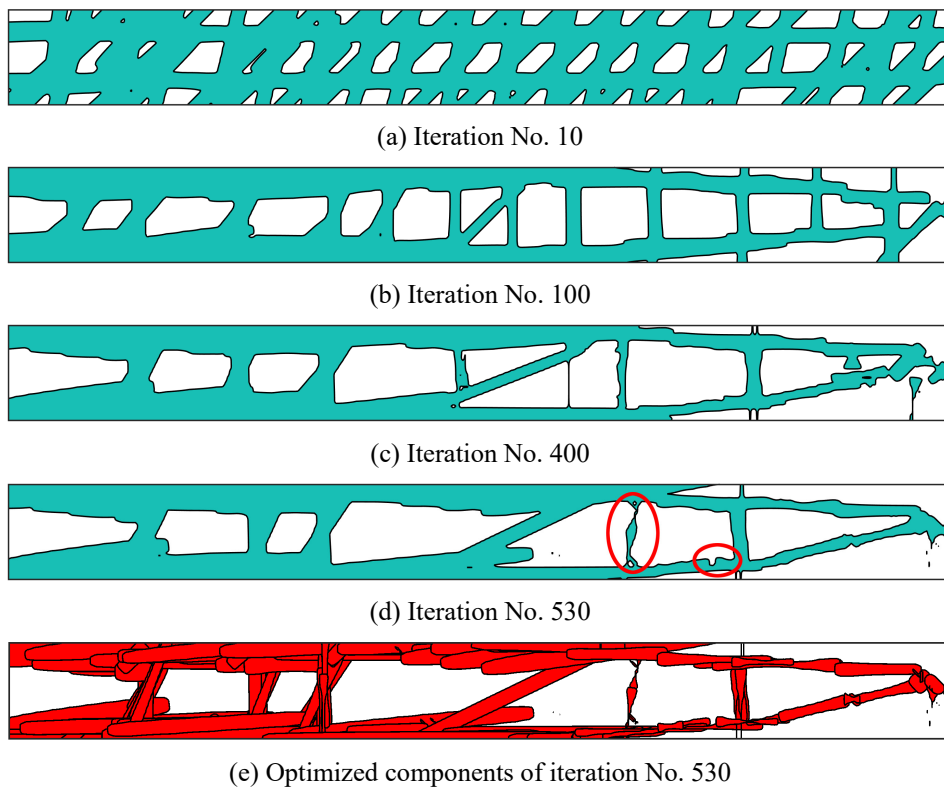 (a) Iteration No. 10
(b) Iteration No. 100
(c) Iteration No. 400
(d) Iteration No. 530
(e) Optimized components of iteration No. 530